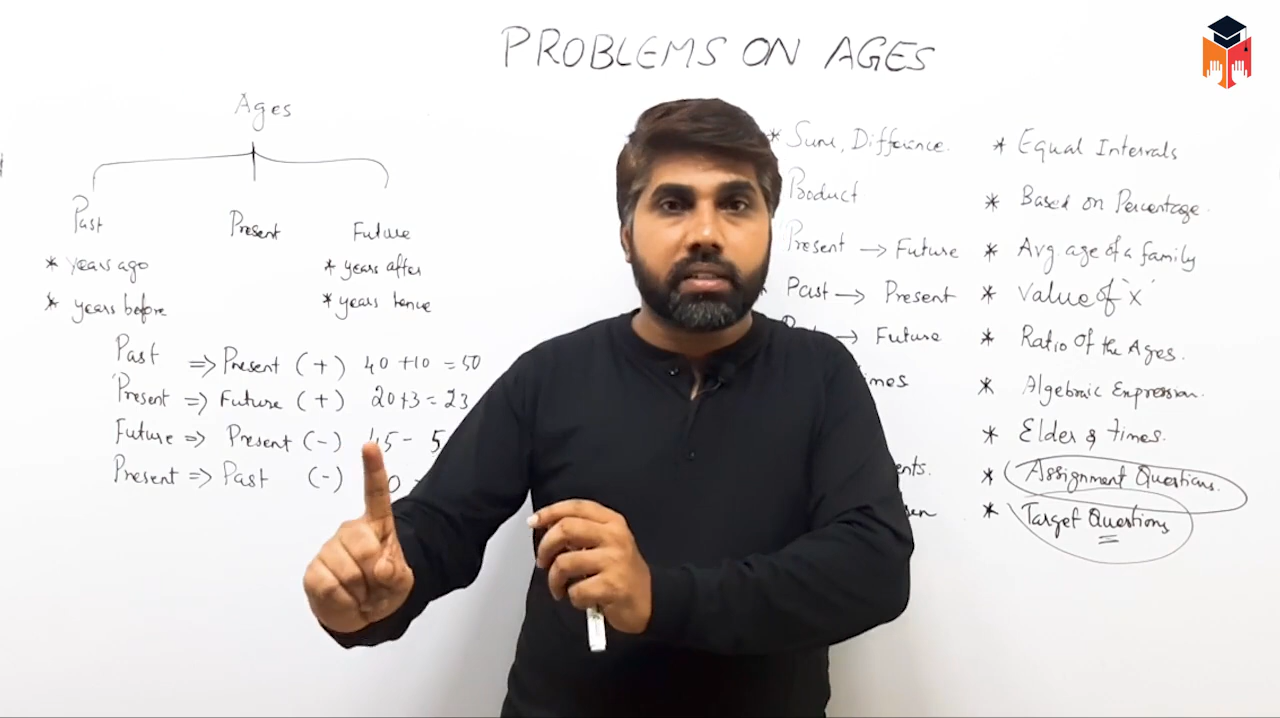 PROBLEMS ON AGES
Ages
Past Present Future
* years ago
* years before
* years after
* years hence
Past => Present (+) 40 + 10 = 50
Present => Future (+) 20 + 3 = 23
Future => Present (-) 45 - 5
Present => Past (-)
* Sum, Difference.
Product
Present → Future
Past → Present
→ Future
* Equal Intervals
* Based on Percentage.
* Avg. age of a family
* Value of 'x'
* Ratio Of the Ages.
* Algebraic Expression.
* Elder & times.
* Assignment Questions.
* Target Questions